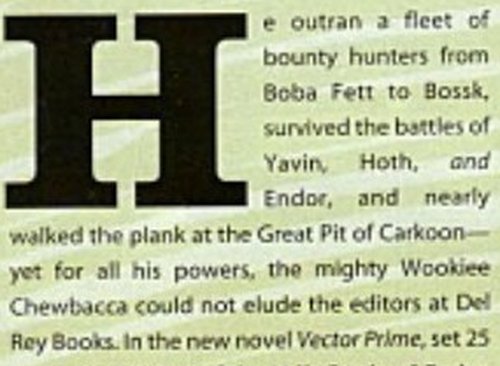 He outran a fleet of
bounty hunters from
Boba Fett to Bossk,
survived the battles of
Yavin, Hoth, and
Endor, and nearly
walked the plank at the Great Pit of Carkoon—
yet for all his powers, the mighty Wookiee
Chewbacca could not elude the editors at Del
Rey Books. In the new novel Vector Prime, set 25